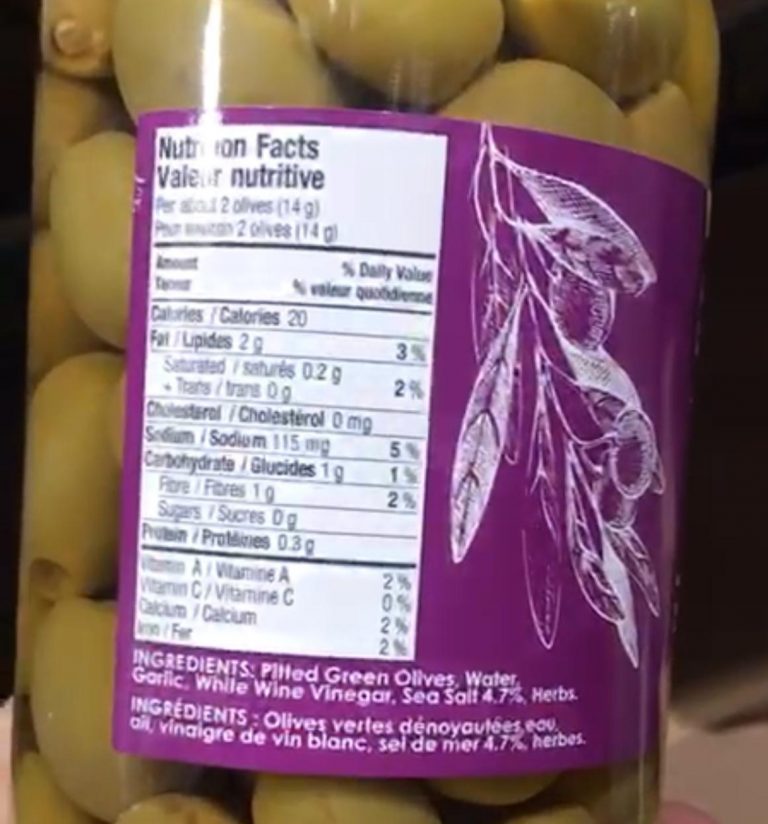 Nutrition Facts
Valeur nutritive
Per about 2 olives (14 g)
Pour environ 2 olives (14 g)
Amount % Daily Value
Teneur % valeur quotidienne
Calories / Calories 20
Fat / Lipides 2 g 3 %
Saturated / saturés 0.2 g
+ Trans / trans 0 g 2 %
Cholesterol / Cholestérol 0 mg
Sodium / Sodium 115 mg 5 %
Carbohydrate / Glucides 1 g 1 %
Fibre / Fibres 1 g 2 %
Sugars / Sucres 0 g
Protein / Protéines 0.3 g
Vitamin A / Vitamine A 2 %
Vitamin C / Vitamine C 0 %
Calcium / Calcium 2 %
Iron / Fer 2 %
INGREDIENTS: Pitted Green Olives, Water,
Garlic, White Wine Vinegar, Sea Salt 4.7%, Herbs.
INGRÉDIENTS : Olives vertes dénoyautées, eau,
ail, vinaigre de vin blanc, sel de mer 4.7%, herbes.